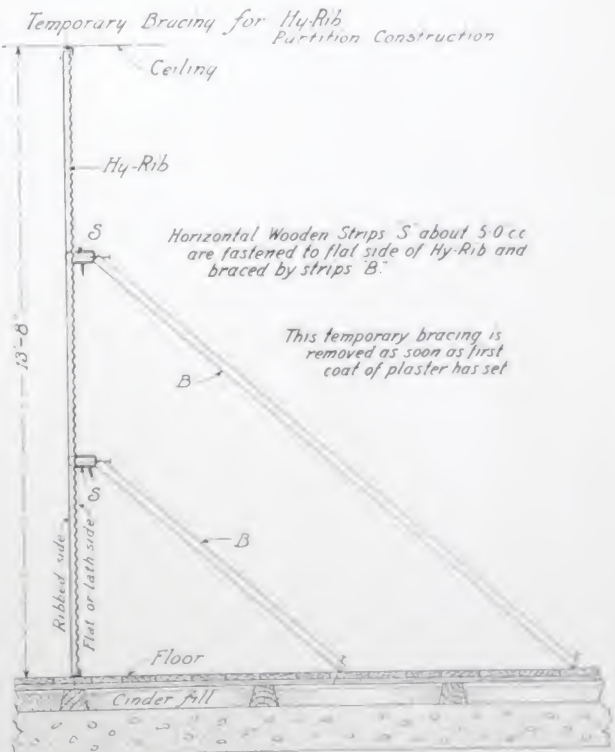 Temporary Bracing for Hy-Rib
Partition Construction
Ceiling
Hy-Rib
S
Horizontal Wooden Strips "S" about 5'0"cc
are fastened to flat side of Hy-Rib and
braced by strips "B."
This temporary bracing is
removed as soon as first
coat of plaster has set
13'-8"
B
S
B
Ribbed side
Flat or lath side
Floor
Cinder fill